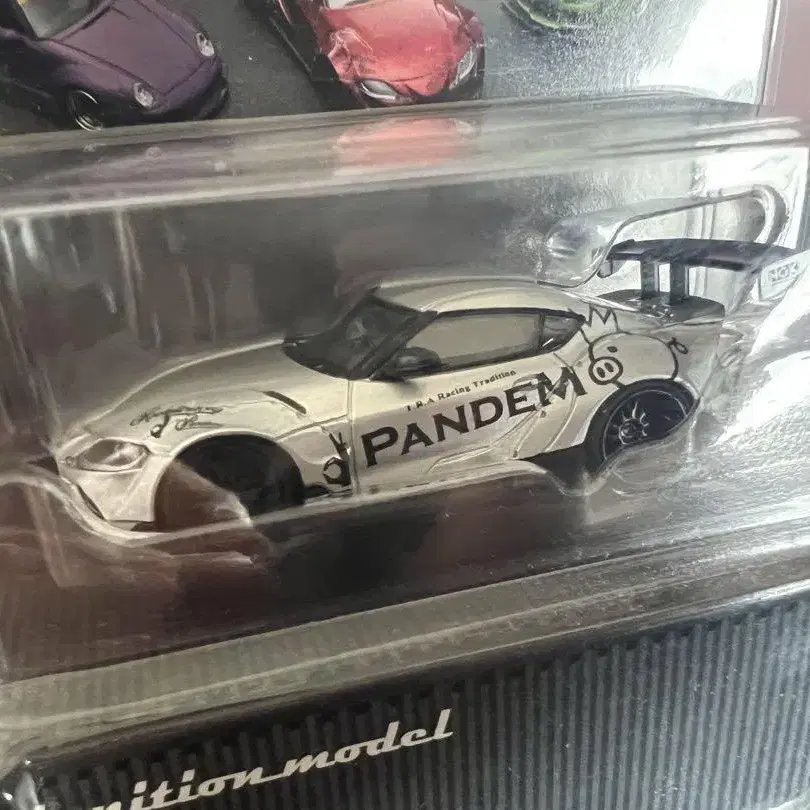 T.R.A Racing Tradition
PANDEM
nition model